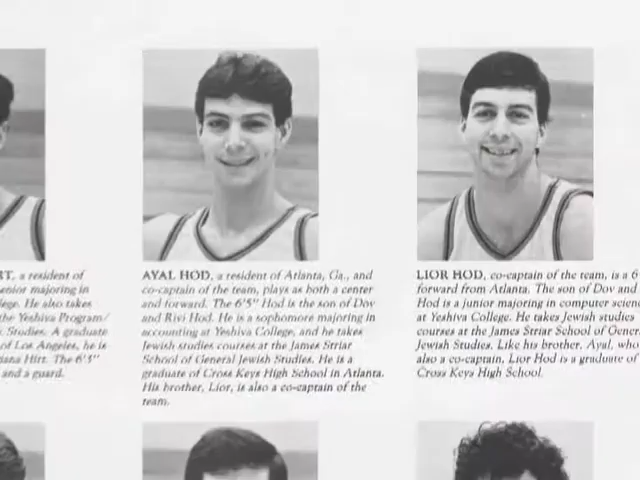 RT, a resident of
senior majoring in
lege. He also takes
the Yeshiva Program/
Studies. A graduate
of Los Angeles, he is
Hirt. The 6'5"
and a guard.
AYAL HOD, a resident of Atlanta, Ga., and
co-captain of the team, plays as both a center
and forward. The 6'5" Hod is the son of Dov
and Rivi Hod. He is a sophomore majoring in
accounting at Yeshiva College, and he takes
Jewish studies courses at the James Striar
School of General Jewish Studies. He is a
graduate of Cross Keys High School in Atlanta.
His brother, Lior, is also a co-captain of the
team.
LIOR HOD, co-captain of the team, is a 6
forward from Atlanta. The son of Dov and
Hod is a junior majoring in computer scien
at Yeshiva College. He takes Jewish studies
courses at the James Striar School of Gener
Jewish Studies. Like his brother, Ayal, who
also a co-captain, Lior Hod is a graduate of
Cross Keys High School.